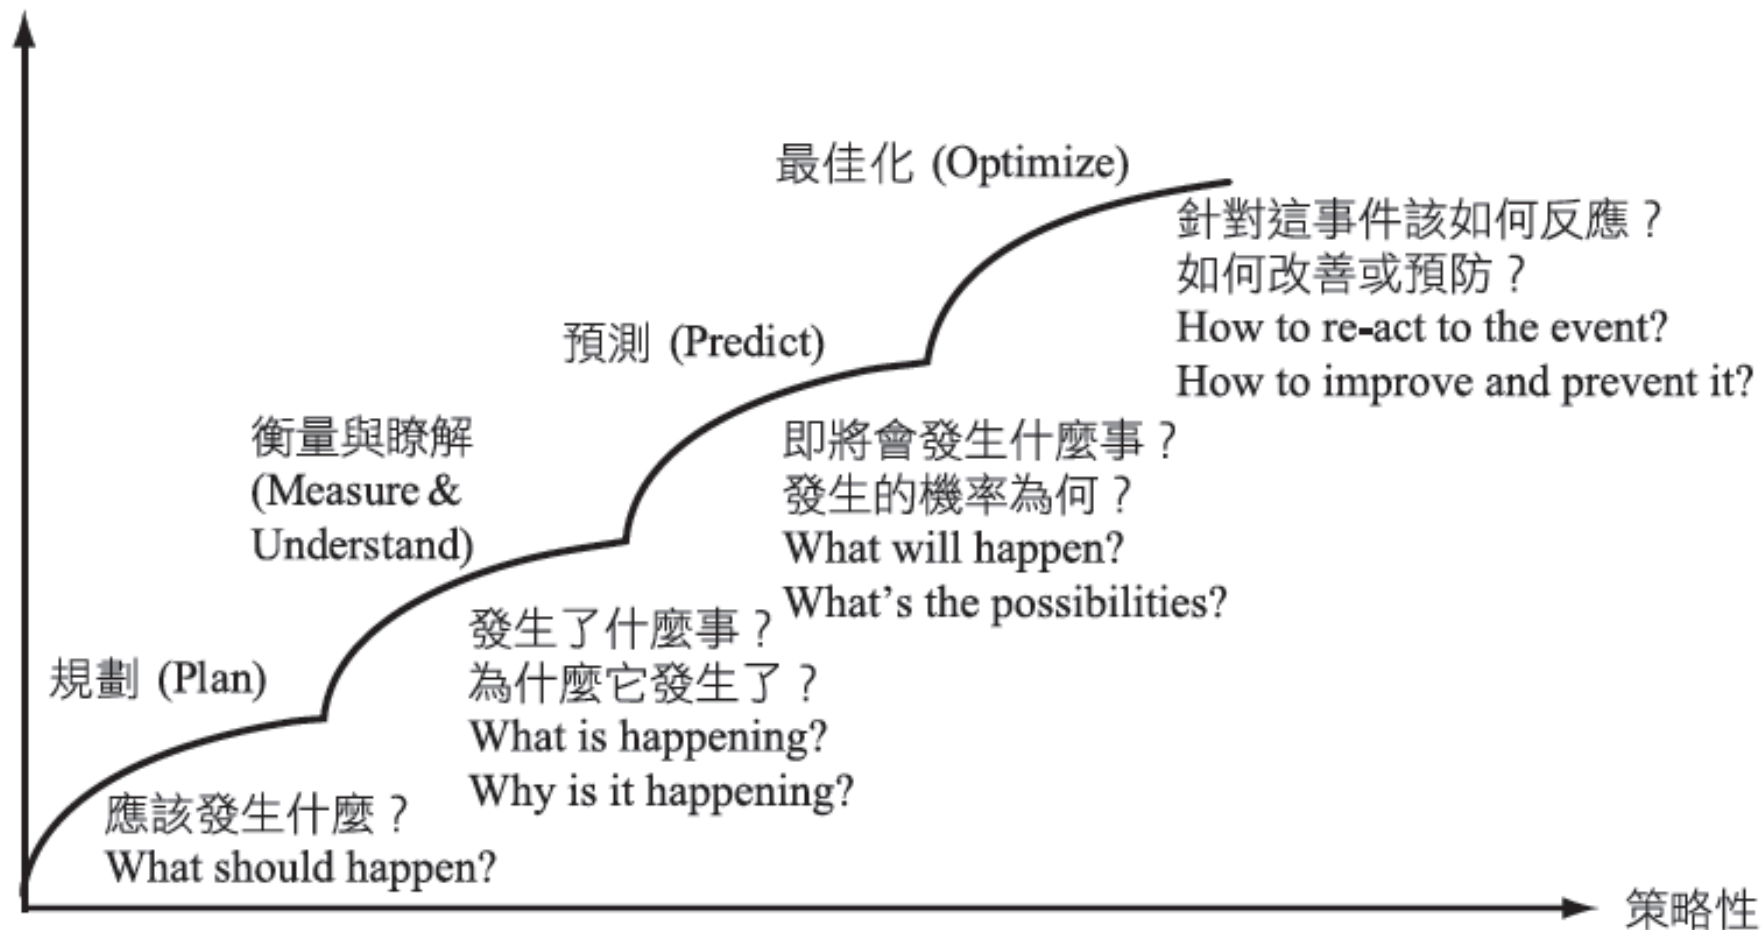 最佳化 (Optimize)
針對這事件該如何反應？
如何改善或預防？
How to re-act to the event?
How to improve and prevent it?
預測 (Predict)
即將會發生什麼事？
發生的機率為何？
What will happen?
What's the possibilities?
衡量與瞭解
(Measure &
Understand)
發生了什麼事？
為什麼它發生了？
What is happening?
Why is it happening?
規劃 (Plan)
應該發生什麼？
What should happen?
策略性